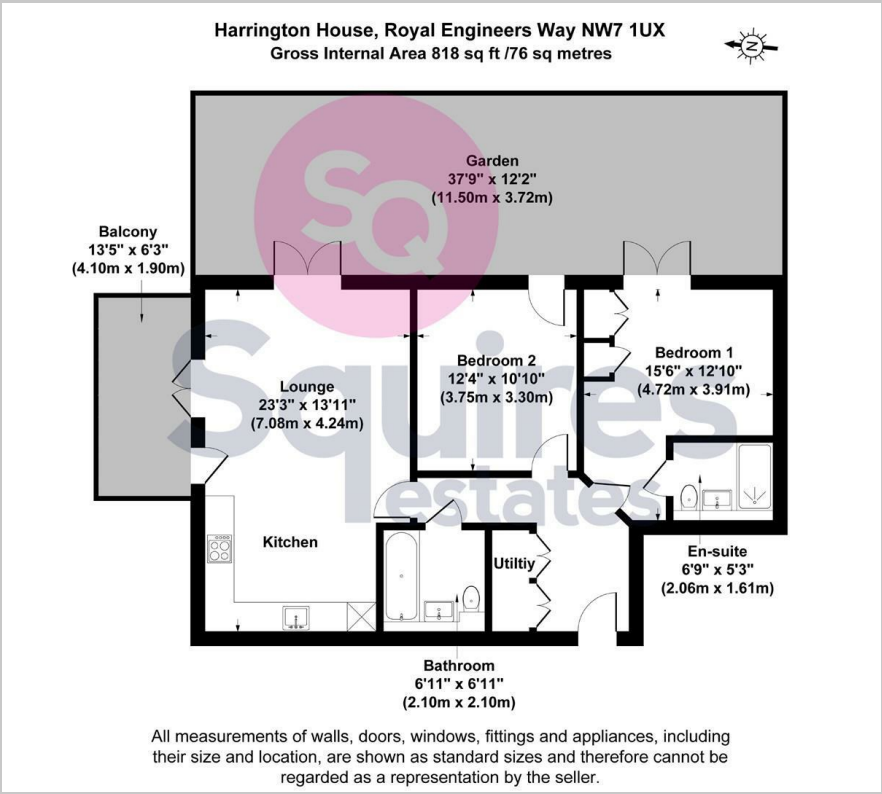 Harrington House, Royal Engineers Way NW7 1UX
Gross Internal Area 818 sq ft /76 sq metres
N
SQ
Garden
37'9" x 12'2"
(11.50m x 3.72m)
Balcony
13'5" x 6'3"
(4.10m x 1.90m)
Lounge
23'3" x 13'11"
(7.08m x 4.24m)
Bedroom 2
12'4" x 10'10"
(3.75m x 3.30m)
Bedroom 1
15'6" x 12'10"
(4.72m x 3.91m)
Squires
estates
Kitchen
Utiltiy
En-suite
6'9" x 5'3"
(2.06m x 1.61m)
Bathroom
6'11" x 6'11"
(2.10m x 2.10m)
All measurements of walls, doors, windows, fittings and appliances, including
their size and location, are shown as standard sizes and therefore cannot be
regarded as a representation by the seller.